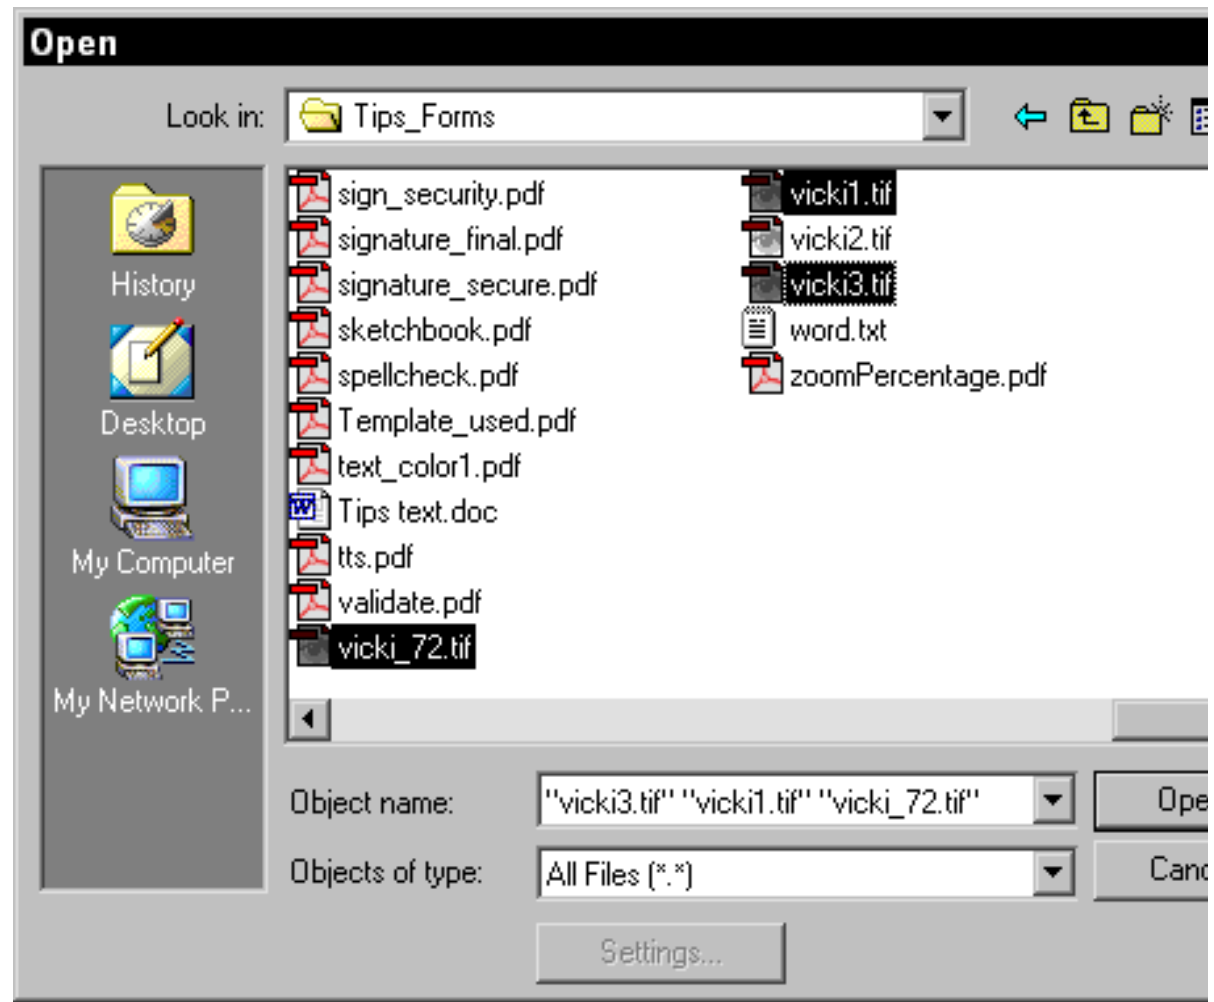 Open
Look in: Tips_Forms
History
Desktop
My Computer
My Network P...
sign_security.pdf
signature_final.pdf
signature_secure.pdf
sketchbook.pdf
spellcheck.pdf
Template_used.pdf
text_color1.pdf
Tips text.doc
tts.pdf
validate.pdf
vicki_72.tif
vicki1.tif
vicki2.tif
vicki3.tif
word.txt
zoomPercentage.pdf
Object name: "vicki3.tif" "vicki1.tif" "vicki_72.tif" Ope
Objects of type: All Files (*.*) Canc
Settings...